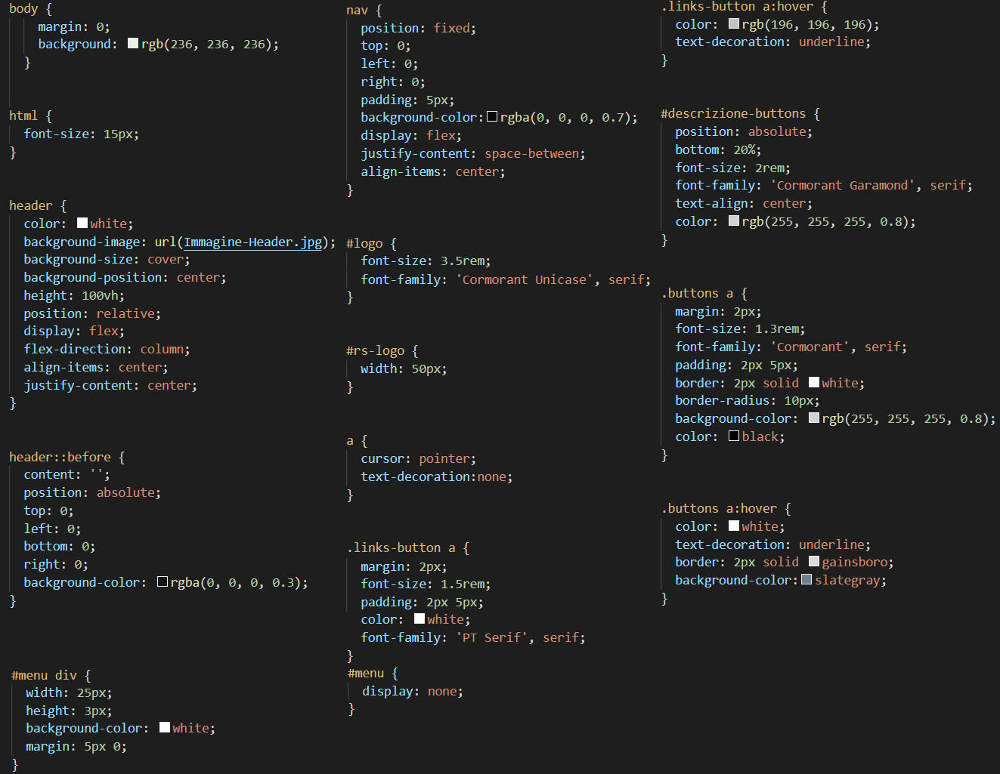 body {
margin: 0;
background: rgb(236, 236, 236);
}
html {
font-size: 15px;
}
header {
color: white;
background-image: url(Immagine-Header.jpg);
background-size: cover;
background-position: center;
height: 100vh;
position: relative;
display: flex;
flex-direction: column;
align-items: center;
justify-content: center;
}
header::before {
content: '';
position: absolute;
top: 0;
left: 0;
bottom: 0;
right: 0;
background-color: rgba(0, 0, 0, 0.3);
}
#menu div {
width: 25px;
height: 3px;
background-color: white;
margin: 5px 0;
}
nav {
position: fixed;
top: 0;
left: 0;
right: 0;
padding: 5px;
background-color: rgba(0, 0, 0, 0.7);
display: flex;
justify-content: space-between;
align-items: center;
}
#logo {
font-size: 3.5rem;
font-family: 'Cormorant Unicase', serif;
}
#rs-logo {
width: 50px;
}
a {
cursor: pointer;
text-decoration:none;
}
.links-button a {
margin: 2px;
font-size: 1.5rem;
padding: 2px 5px;
color: white;
font-family: 'PT Serif', serif;
}
#menu {
display: none;
}
.links-button a:hover {
color: rgb(196, 196, 196);
text-decoration: underline;
}
#descrizione-buttons {
position: absolute;
bottom: 20%;
font-size: 2rem;
font-family: 'Cormorant Garamond', serif;
text-align: center;
color: rgb(255, 255, 255, 0.8);
}
.buttons a {
margin: 2px;
font-size: 1.3rem;
font-family: 'Cormorant', serif;
padding: 2px 5px;
border: 2px solid white;
border-radius: 10px;
background-color: rgb(255, 255, 255, 0.8);
color: black;
}
.buttons a:hover {
color: white;
text-decoration: underline;
border: 2px solid gainsboro;
background-color: slategray;
}